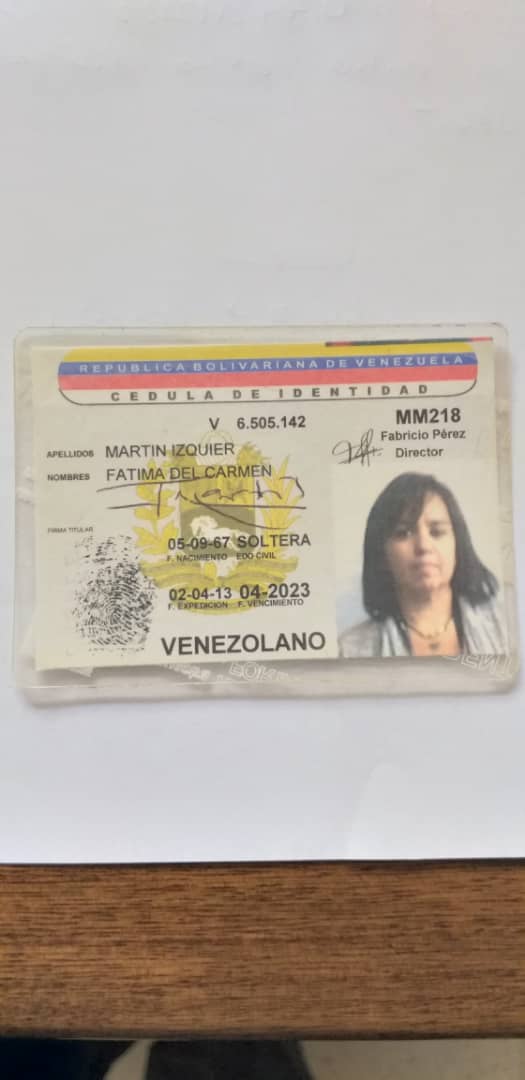 REPUBLICA BOLIVARIANA DE VENEZUELA
CEDULA DE IDENTIDAD
V 6.505.142
MM218
Fabricio Pérez
Director
APELLIDOS MARTIN IZQUIER
NOMBRES FATIMA DEL CARMEN
FIRMA TITULAR
05-09-67 SOLTERA
F. NACIMIENTO EDO CIVIL
02-04-13 04-2023
F. EXPEDICION F. VENCIMIENTO
VENEZOLANO